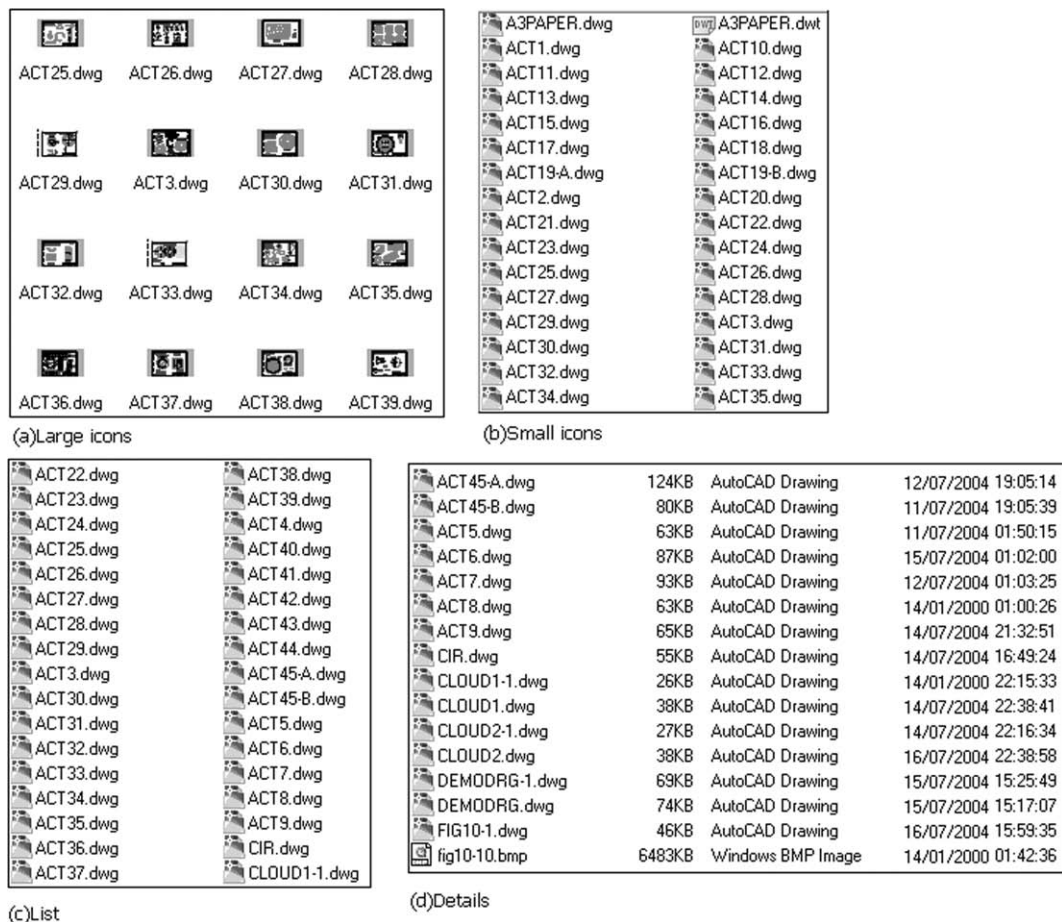 ACT25.dwg ACT26.dwg ACT27.dwg ACT28.dwg
ACT29.dwg ACT3.dwg ACT30.dwg ACT31.dwg
ACT32.dwg ACT33.dwg ACT34.dwg ACT35.dwg
ACT36.dwg ACT37.dwg ACT38.dwg ACT39.dwg
(a)Large icons
A3PAPER.dwg DWT A3PAPER.dwt
ACT1.dwg ACT10.dwg
ACT11.dwg ACT12.dwg
ACT13.dwg ACT14.dwg
ACT15.dwg ACT16.dwg
ACT17.dwg ACT18.dwg
ACT19-A.dwg ACT19-B.dwg
ACT2.dwg ACT20.dwg
ACT21.dwg ACT22.dwg
ACT23.dwg ACT24.dwg
ACT25.dwg ACT26.dwg
ACT27.dwg ACT28.dwg
ACT29.dwg ACT3.dwg
ACT30.dwg ACT31.dwg
ACT32.dwg ACT33.dwg
ACT34.dwg ACT35.dwg
(b)Small icons
ACT22.dwg ACT38.dwg
ACT23.dwg ACT39.dwg
ACT24.dwg ACT4.dwg
ACT25.dwg ACT40.dwg
ACT26.dwg ACT41.dwg
ACT27.dwg ACT42.dwg
ACT28.dwg ACT43.dwg
ACT29.dwg ACT44.dwg
ACT3.dwg ACT45-A.dwg
ACT30.dwg ACT45-B.dwg
ACT31.dwg ACT5.dwg
ACT32.dwg ACT6.dwg
ACT33.dwg ACT7.dwg
ACT34.dwg ACT8.dwg
ACT35.dwg ACT9.dwg
ACT36.dwg CIR.dwg
ACT37.dwg CLOUD1-1.dwg
(c)List
ACT45-A.dwg 124KB AutoCAD Drawing 12/07/2004 19:05:14
ACT45-B.dwg 80KB AutoCAD Drawing 11/07/2004 19:05:39
ACT5.dwg 63KB AutoCAD Drawing 11/07/2004 01:50:15
ACT6.dwg 87KB AutoCAD Drawing 15/07/2004 01:02:00
ACT7.dwg 93KB AutoCAD Drawing 12/07/2004 01:03:25
ACT8.dwg 63KB AutoCAD Drawing 14/01/2000 01:00:26
ACT9.dwg 65KB AutoCAD Drawing 14/07/2004 21:32:51
CIR.dwg 55KB AutoCAD Drawing 14/07/2004 16:49:24
CLOUD1-1.dwg 26KB AutoCAD Drawing 14/01/2000 22:15:33
CLOUD1.dwg 38KB AutoCAD Drawing 14/07/2004 22:38:41
CLOUD2-1.dwg 27KB AutoCAD Drawing 14/07/2004 22:16:34
CLOUD2.dwg 38KB AutoCAD Drawing 16/07/2004 22:38:58
DEMODRG-1.dwg 69KB AutoCAD Drawing 15/07/2004 15:25:49
DEMODRG.dwg 74KB AutoCAD Drawing 15/07/2004 15:17:07
FIG10-1.dwg 46KB AutoCAD Drawing 16/07/2004 15:59:35
fig10-10.bmp 6483KB Windows BMP Image 14/01/2000 01:42:36
(d)Details